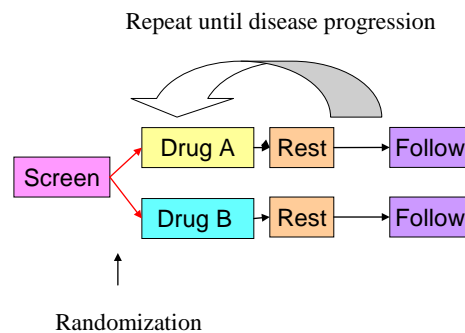 Repeat until disease progression
Drug A
Rest
Follow
Screen
Drug B
Rest
Follow
Randomization